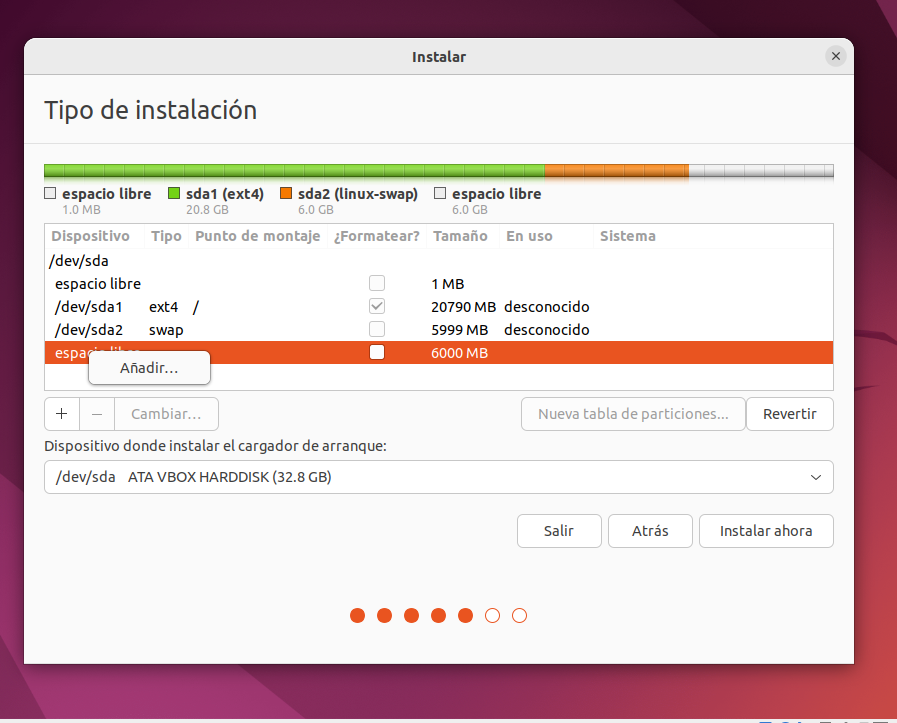 Instalar
Tipo de instalación
espacio libre sda1 (ext4) sda2 (linux-swap) espacio libre
1.0 MB 20.8 GB 6.0 GB 6.0 GB
Dispositivo Tipo Punto de montaje ¿Formatear? Tamaño En uso Sistema
/dev/sda
espacio libre 1 MB
/dev/sda1 ext4 / 20790 MB desconocido
/dev/sda2 swap 5999 MB desconocido
6000 MB
Añadir...
+ − Cambiar... Nueva tabla de particiones... Revertir
Dispositivo donde instalar el cargador de arranque:
/dev/sda ATA VBOX HARDDISK (32.8 GB)
Salir Atrás Instalar ahora